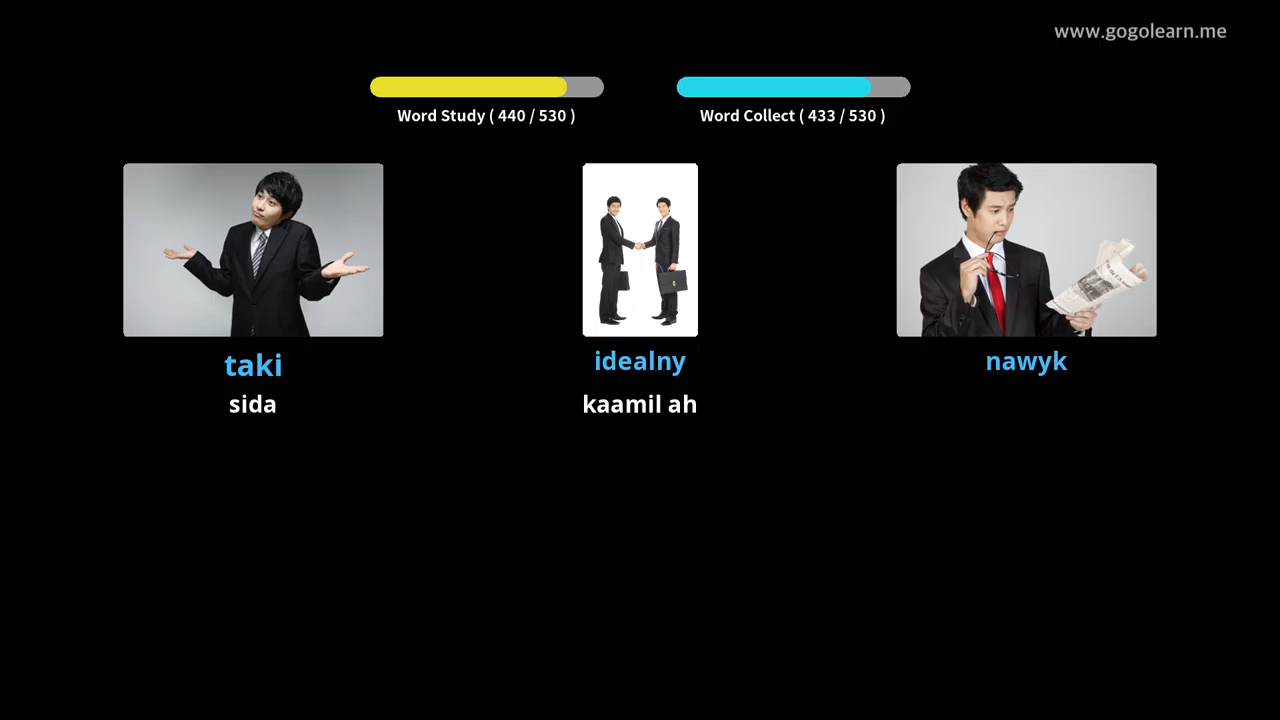 www.gogolearn.me
Word Study ( 440 / 530 )
Word Collect ( 433 / 530 )
taki
idealny
nawyk
sida
kaamil ah